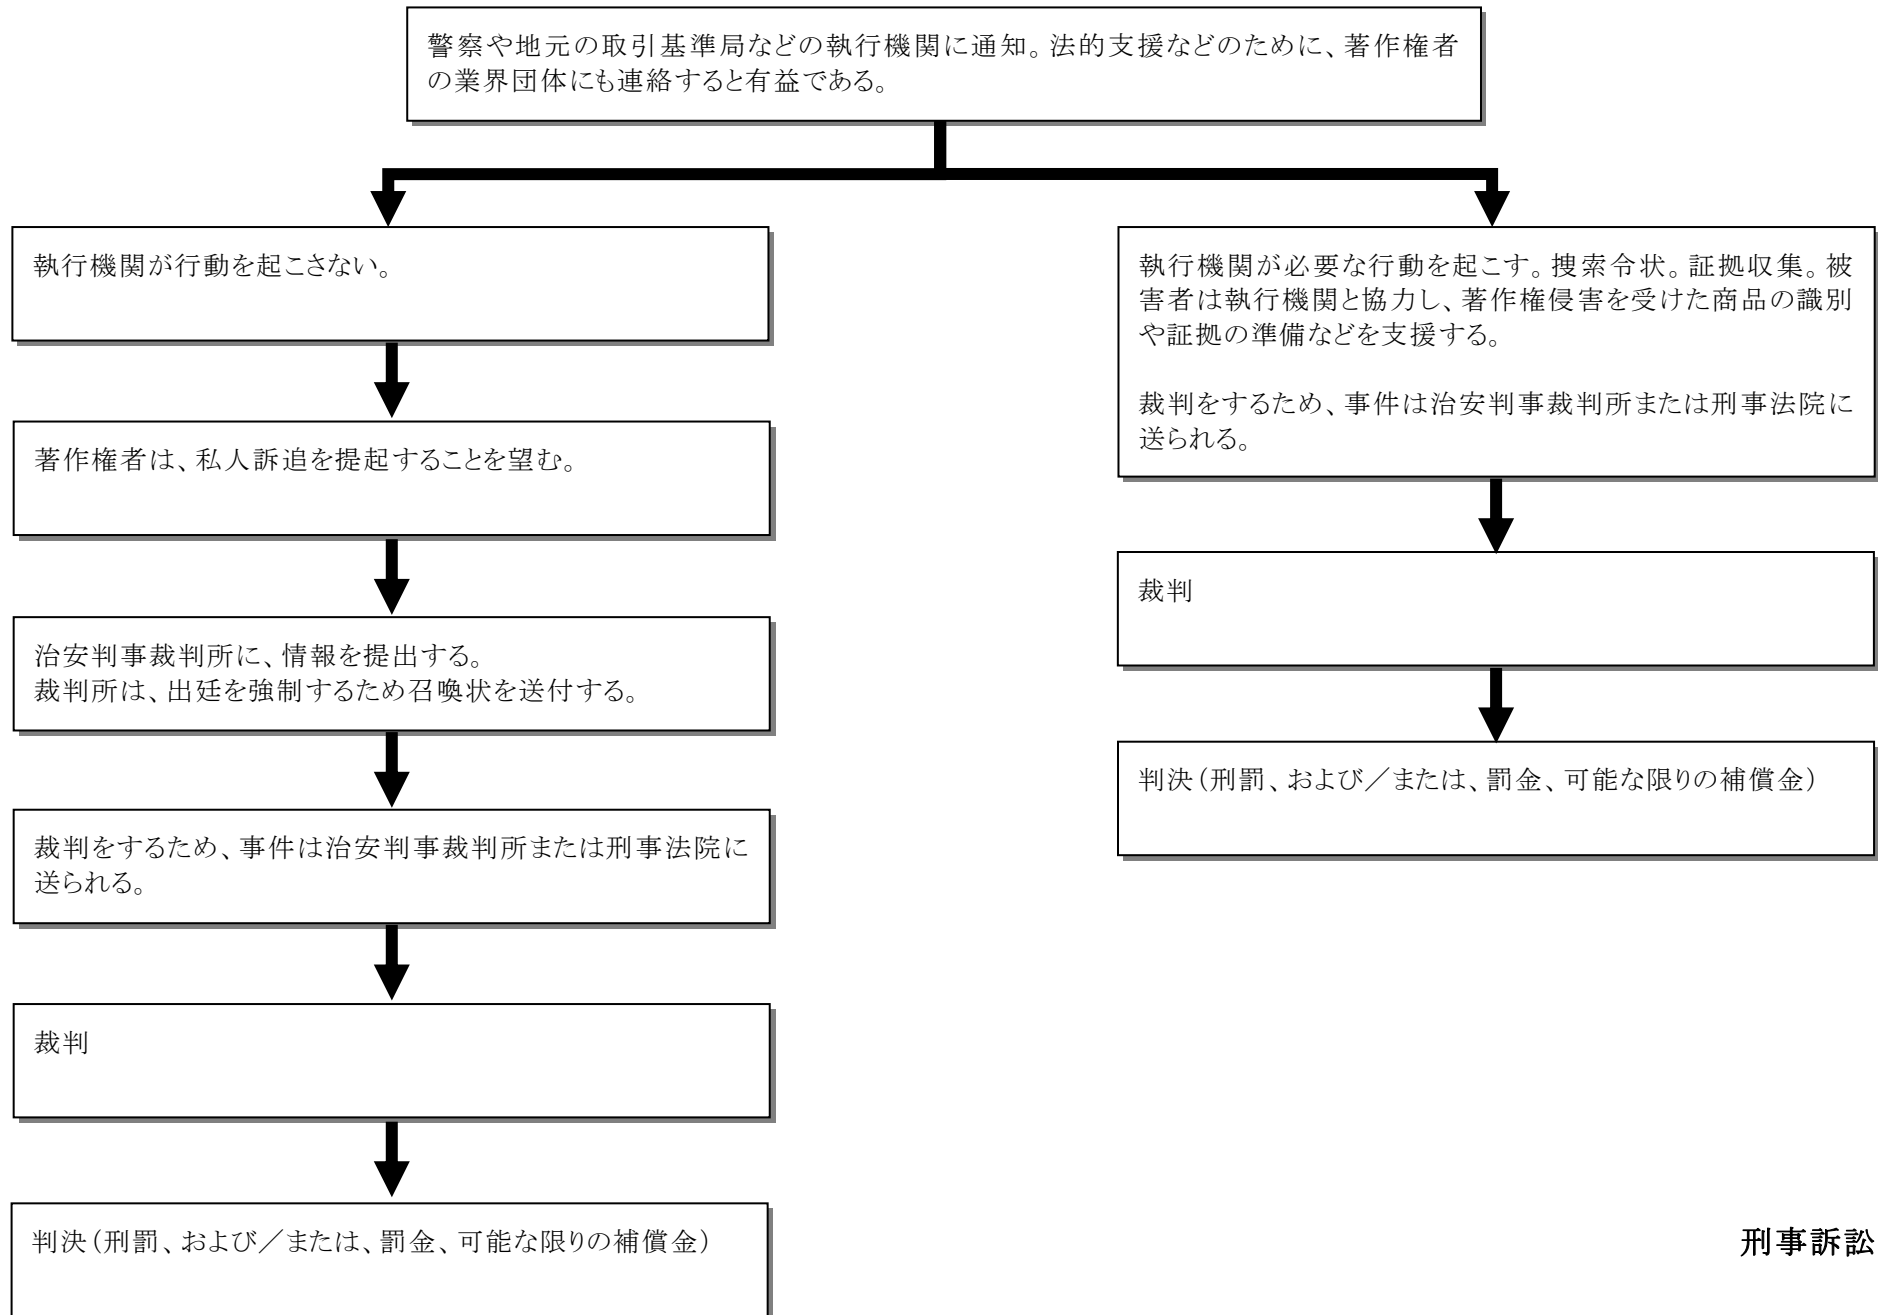 警察や地元の取引基準局などの執行機関に通知。法的支援などのために、著作権者
の業界団体にも連絡すると有益である。
執行機関が行動を起こさない。
著作権者は、私人訴追を提起することを望む。
治安判事裁判所に、情報を提出する。
裁判所は、出廷を強制するため召喚状を送付する。
裁判をするため、事件は治安判事裁判所または刑事法院に
送られる。
裁判
判決（刑罰、および／または、罰金、可能な限りの補償金）
執行機関が必要な行動を起こす。捜索令状。証拠収集。被
害者は執行機関と協力し、著作権侵害を受けた商品の識別
や証拠の準備などを支援する。
裁判をするため、事件は治安判事裁判所または刑事法院に
送られる。
裁判
判決（刑罰、および／または、罰金、可能な限りの補償金）
刑事訴訟